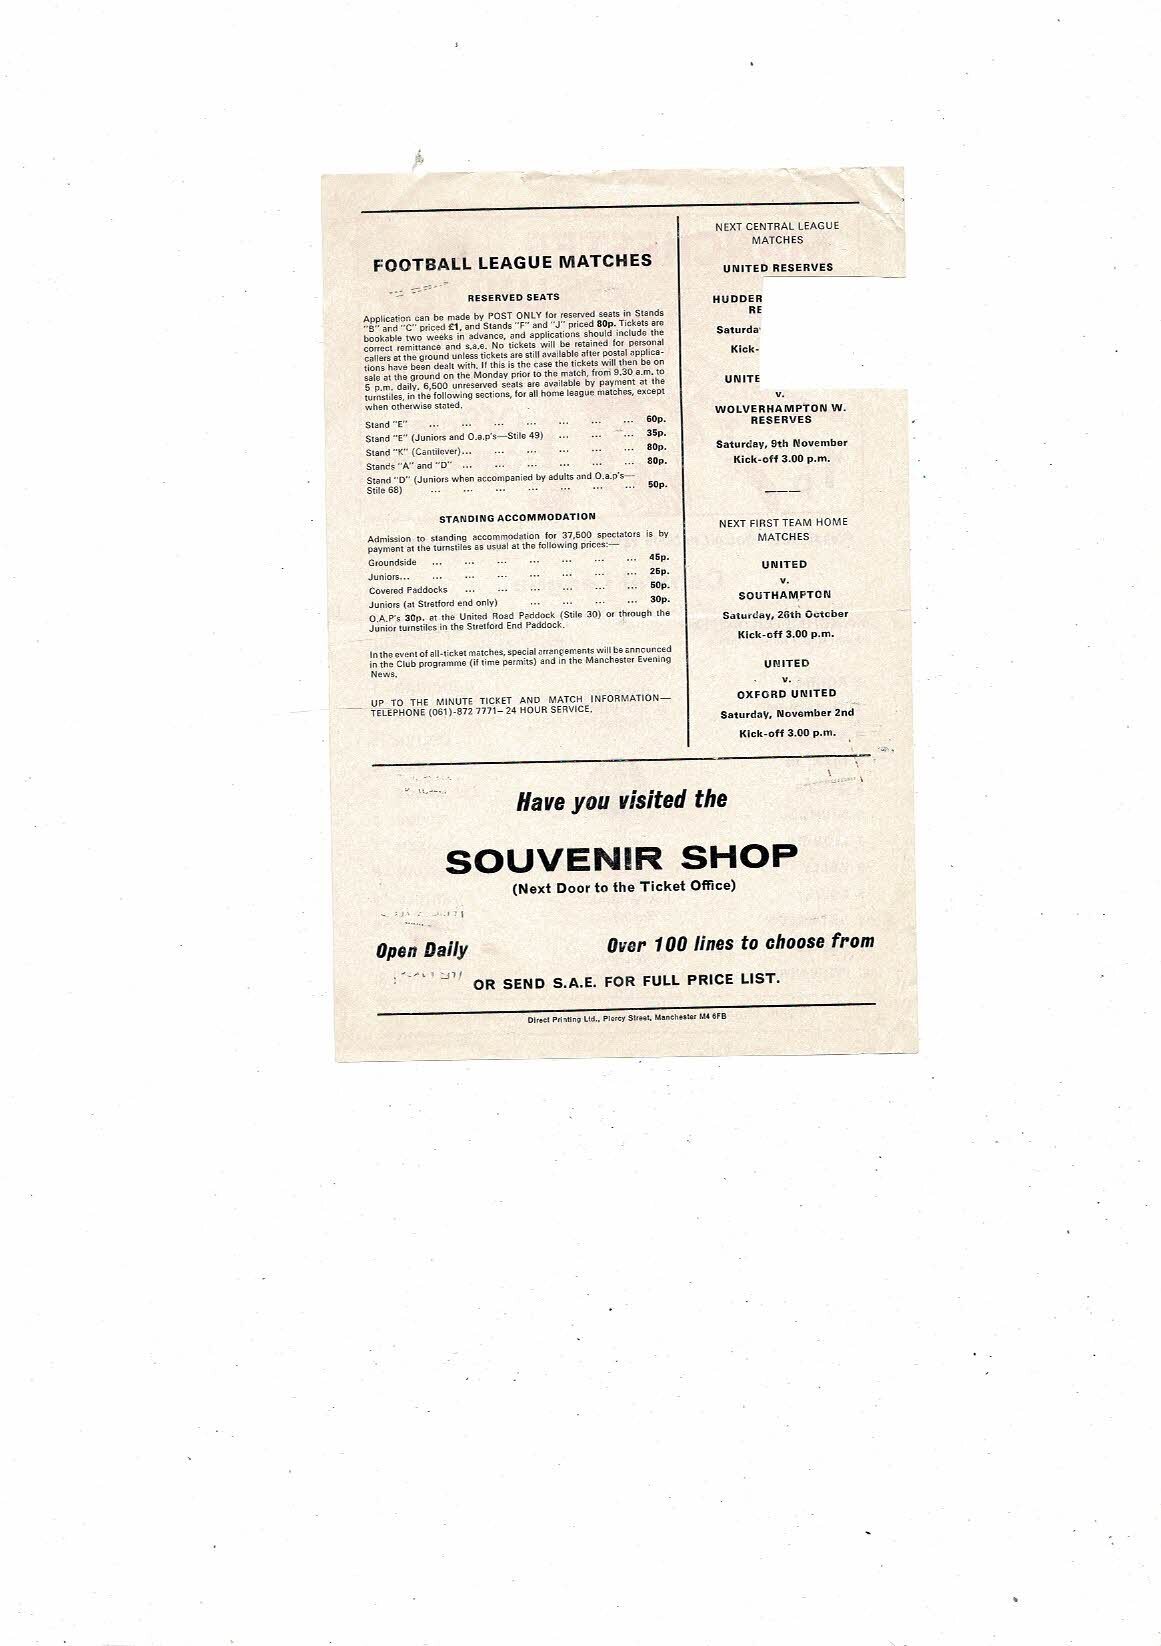 FOOTBALL LEAGUE MATCHES
RESERVED SEATS
Application can be made by POST ONLY for reserved seats in Stands
"B" and "C" priced £1, and Stands "F" and "J" priced 80p. Tickets are
bookable two weeks in advance, and applications should include the
correct remittance and s.a.e. No tickets will be retained for personal
callers at the ground unless tickets are still available after postal applica-
tions have been dealt with. If this is the case the tickets will then be on
sale at the ground on the Monday prior to the match, from 9.30 a.m. to
5 p.m. daily. 6,500 unreserved seats are available by payment at the
turnstiles, in the following sections, for all home league matches, except
when otherwise stated.
Stand "E" ... ... ... ... ... ... ... 60p.
Stand "E" (Juniors and O.a.p's—Stile 49) ... ... ... 35p.
Stand "K" (Cantilever)... ... ... ... ... ... 80p.
Stands "A" and "D" ... ... ... ... ... ... 80p.
Stand "D" (Juniors when accompanied by adults and O.a.p's—
Stile 68) ... ... ... ... ... ... ... 50p.
STANDING ACCOMMODATION
Admission to standing accommodation for 37,500 spectators is by
payment at the turnstiles as usual at the following prices:—
Groundside ... ... ... ... ... ... ... 45p.
Juniors... ... ... ... ... ... ... ... 25p.
Covered Paddocks ... ... ... ... ... ... 50p.
Juniors (at Stretford end only) ... ... ... ... 30p.
O.A.P's 30p. at the United Road Paddock (Stile 30) or through the
Junior turnstiles in the Stretford End Paddock.
In the event of all-ticket matches, special arrangements will be announced
in the Club programme (if time permits) and in the Manchester Evening
News.
UP TO THE MINUTE TICKET AND MATCH INFORMATION—
TELEPHONE (061)-872 7771–24 HOUR SERVICE.
NEXT CENTRAL LEAGUE
MATCHES
UNITED RESERVES
HUDDER
RE
Saturda
Kick-
UNITE
v.
WOLVERHAMPTON W.
RESERVES
Saturday, 9th November
Kick-off 3.00 p.m.
NEXT FIRST TEAM HOME
MATCHES
UNITED
v.
SOUTHAMPTON
Saturday, 26th October
Kick-off 3.00 p.m.
UNITED
v.
OXFORD UNITED
Saturday, November 2nd
Kick-off 3.00 p.m.
Have you visited the
SOUVENIR SHOP
(Next Door to the Ticket Office)
Open Daily
Over 100 lines to choose from
OR SEND S.A.E. FOR FULL PRICE LIST.
Direct Printing Ltd., Piercy Street, Manchester M4 6FB